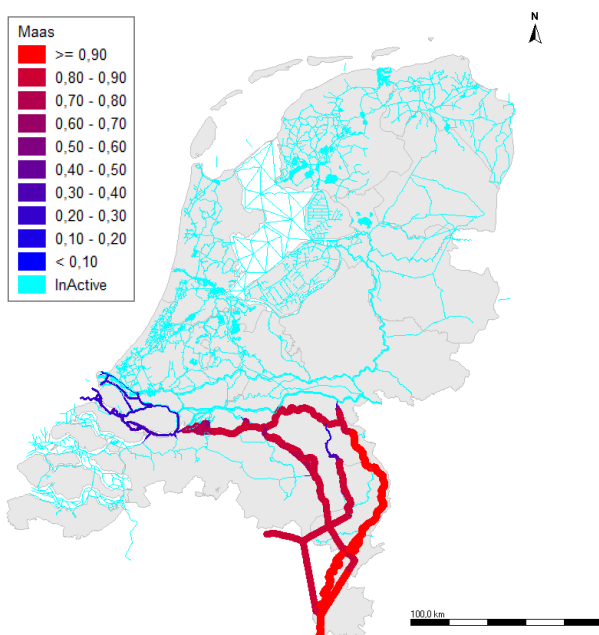 N
Maas
>= 0,90
0,80 - 0,90
0,70 - 0,80
0,60 - 0,70
0,50 - 0,60
0,40 - 0,50
0,30 - 0,40
0,20 - 0,30
0,10 - 0,20
< 0,10
InActive
100,0 km